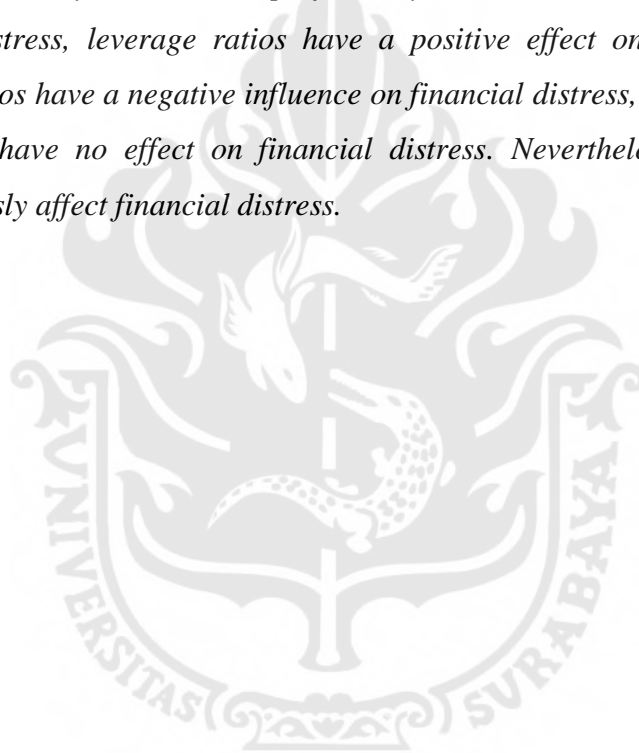 stress, leverage ratios have a positive effect on
os have a negative influence on financial distress,
have no effect on financial distress. Neverthel
sly affect financial distress.
UNIVERSITAS SURABAYA